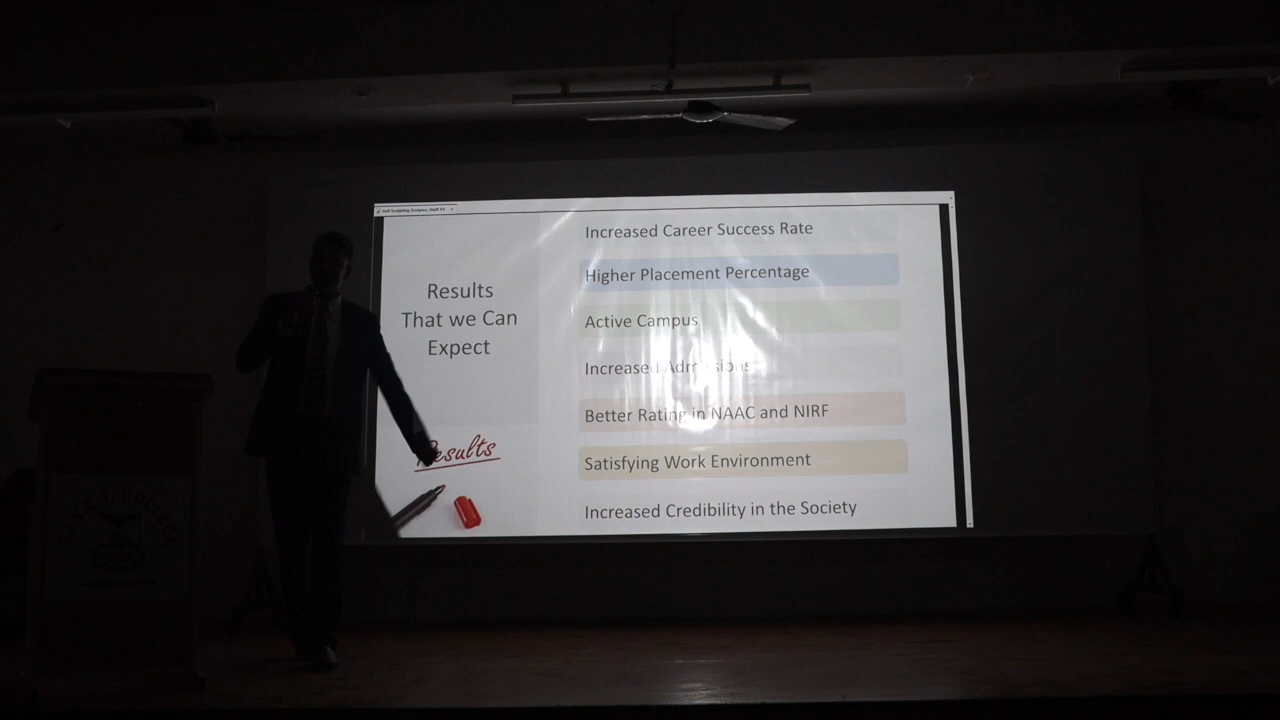 Results
That we Can
Expect
Results
Increased Career Success Rate
Higher Placement Percentage
Active Campus
Increased Admissions
Better Rating in NAAC and NIRF
Satisfying Work Environment
Increased Credibility in the Society